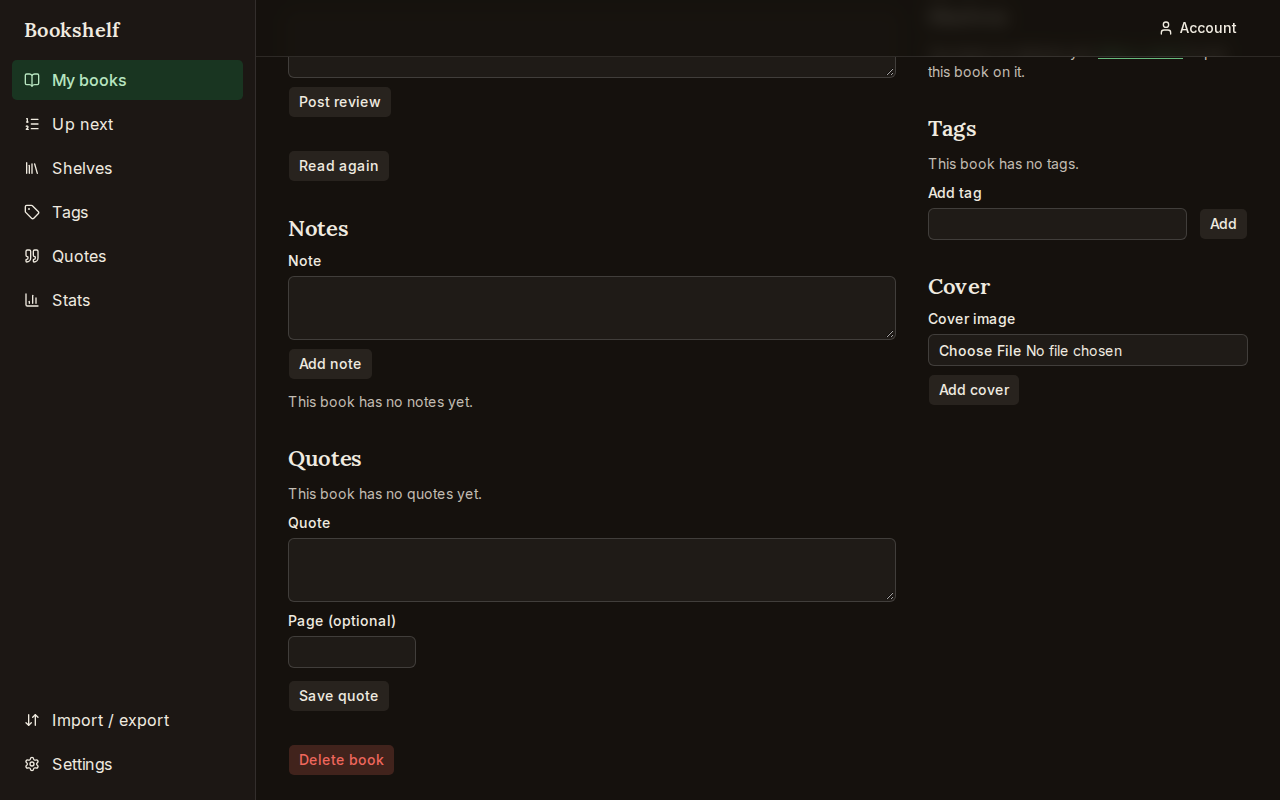 Bookshelf
My books
Up next
Shelves
Tags
Quotes
Stats
Import / export
Settings
Account
Post review
Read again
Notes
Note
Add note
This book has no notes yet.
Quotes
This book has no quotes yet.
Quote
Page (optional)
Save quote
Delete book
this book on it.
Tags
This book has no tags.
Add tag
Add
Cover
Cover image
Choose File No file chosen
Add cover